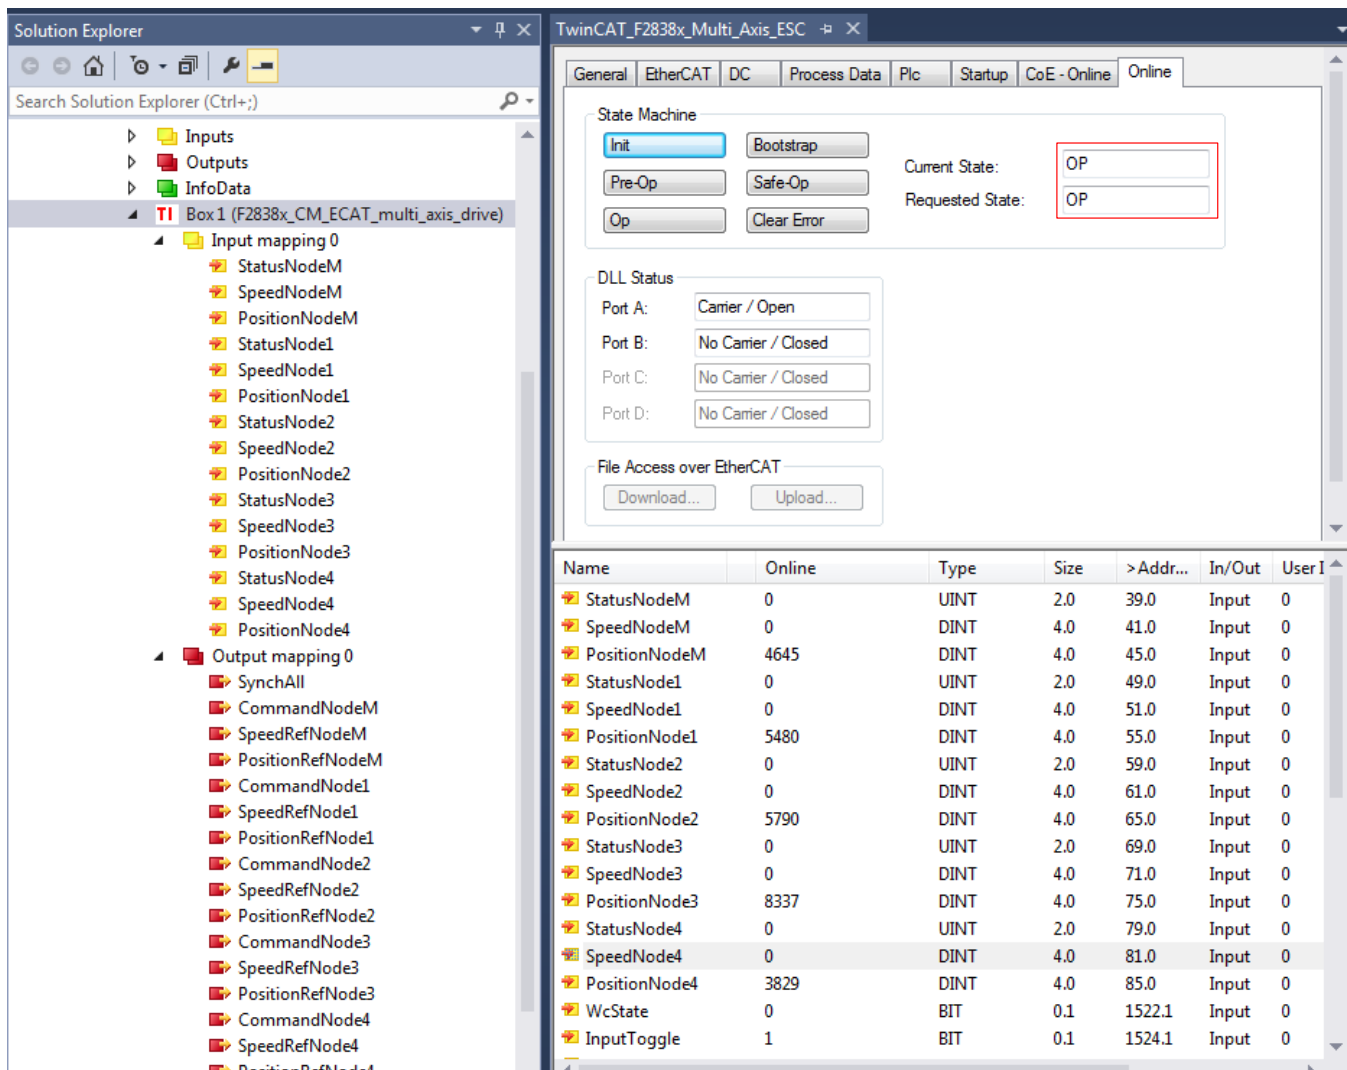 Solution Explorer
Search Solution Explorer (Ctrl+;)
Inputs
Outputs
InfoData
TI Box 1 (F2838x_CM_ECAT_multi_axis_drive)
Input mapping 0
StatusNodeM
SpeedNodeM
PositionNodeM
StatusNode1
SpeedNode1
PositionNode1
StatusNode2
SpeedNode2
PositionNode2
StatusNode3
SpeedNode3
PositionNode3
StatusNode4
SpeedNode4
PositionNode4
Output mapping 0
SynchAll
CommandNodeM
SpeedRefNodeM
PositionRefNodeM
CommandNode1
SpeedRefNode1
PositionRefNode1
CommandNode2
SpeedRefNode2
PositionRefNode2
CommandNode3
SpeedRefNode3
PositionRefNode3
CommandNode4
SpeedRefNode4
PositionRefNode4
TwinCAT_F2838x_Multi_Axis_ESC
General EtherCAT DC Process Data Plc Startup CoE - Online Online
State Machine
Init Bootstrap
Pre-Op Safe-Op
Op Clear Error
Current State: OP
Requested State: OP
DLL Status
Port A: Carrier / Open
Port B: No Carrier / Closed
Port C: No Carrier / Closed
Port D: No Carrier / Closed
File Access over EtherCAT
Download... Upload...
Name Online Type Size >Addr... In/Out User I
StatusNodeM 0 UINT 2.0 39.0 Input 0
SpeedNodeM 0 DINT 4.0 41.0 Input 0
PositionNodeM 4645 DINT 4.0 45.0 Input 0
StatusNode1 0 UINT 2.0 49.0 Input 0
SpeedNode1 0 DINT 4.0 51.0 Input 0
PositionNode1 5480 DINT 4.0 55.0 Input 0
StatusNode2 0 UINT 2.0 59.0 Input 0
SpeedNode2 0 DINT 4.0 61.0 Input 0
PositionNode2 5790 DINT 4.0 65.0 Input 0
StatusNode3 0 UINT 2.0 69.0 Input 0
SpeedNode3 0 DINT 4.0 71.0 Input 0
PositionNode3 8337 DINT 4.0 75.0 Input 0
StatusNode4 0 UINT 2.0 79.0 Input 0
SpeedNode4 0 DINT 4.0 81.0 Input 0
PositionNode4 3829 DINT 4.0 85.0 Input 0
WcState 0 BIT 0.1 1522.1 Input 0
InputToggle 1 BIT 0.1 1524.1 Input 0